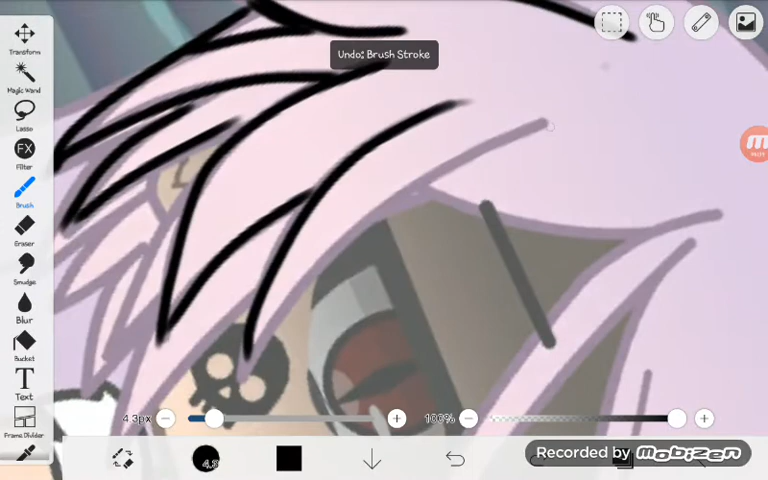 Undo: Brush Stroke
Transform
Magic Wand
Lasso
FX
Filter
Brush
Eraser
Smudge
Blur
Bucket
T
Text
Frame Divider
4.3px
100%
4.3
Recorded by mobizen